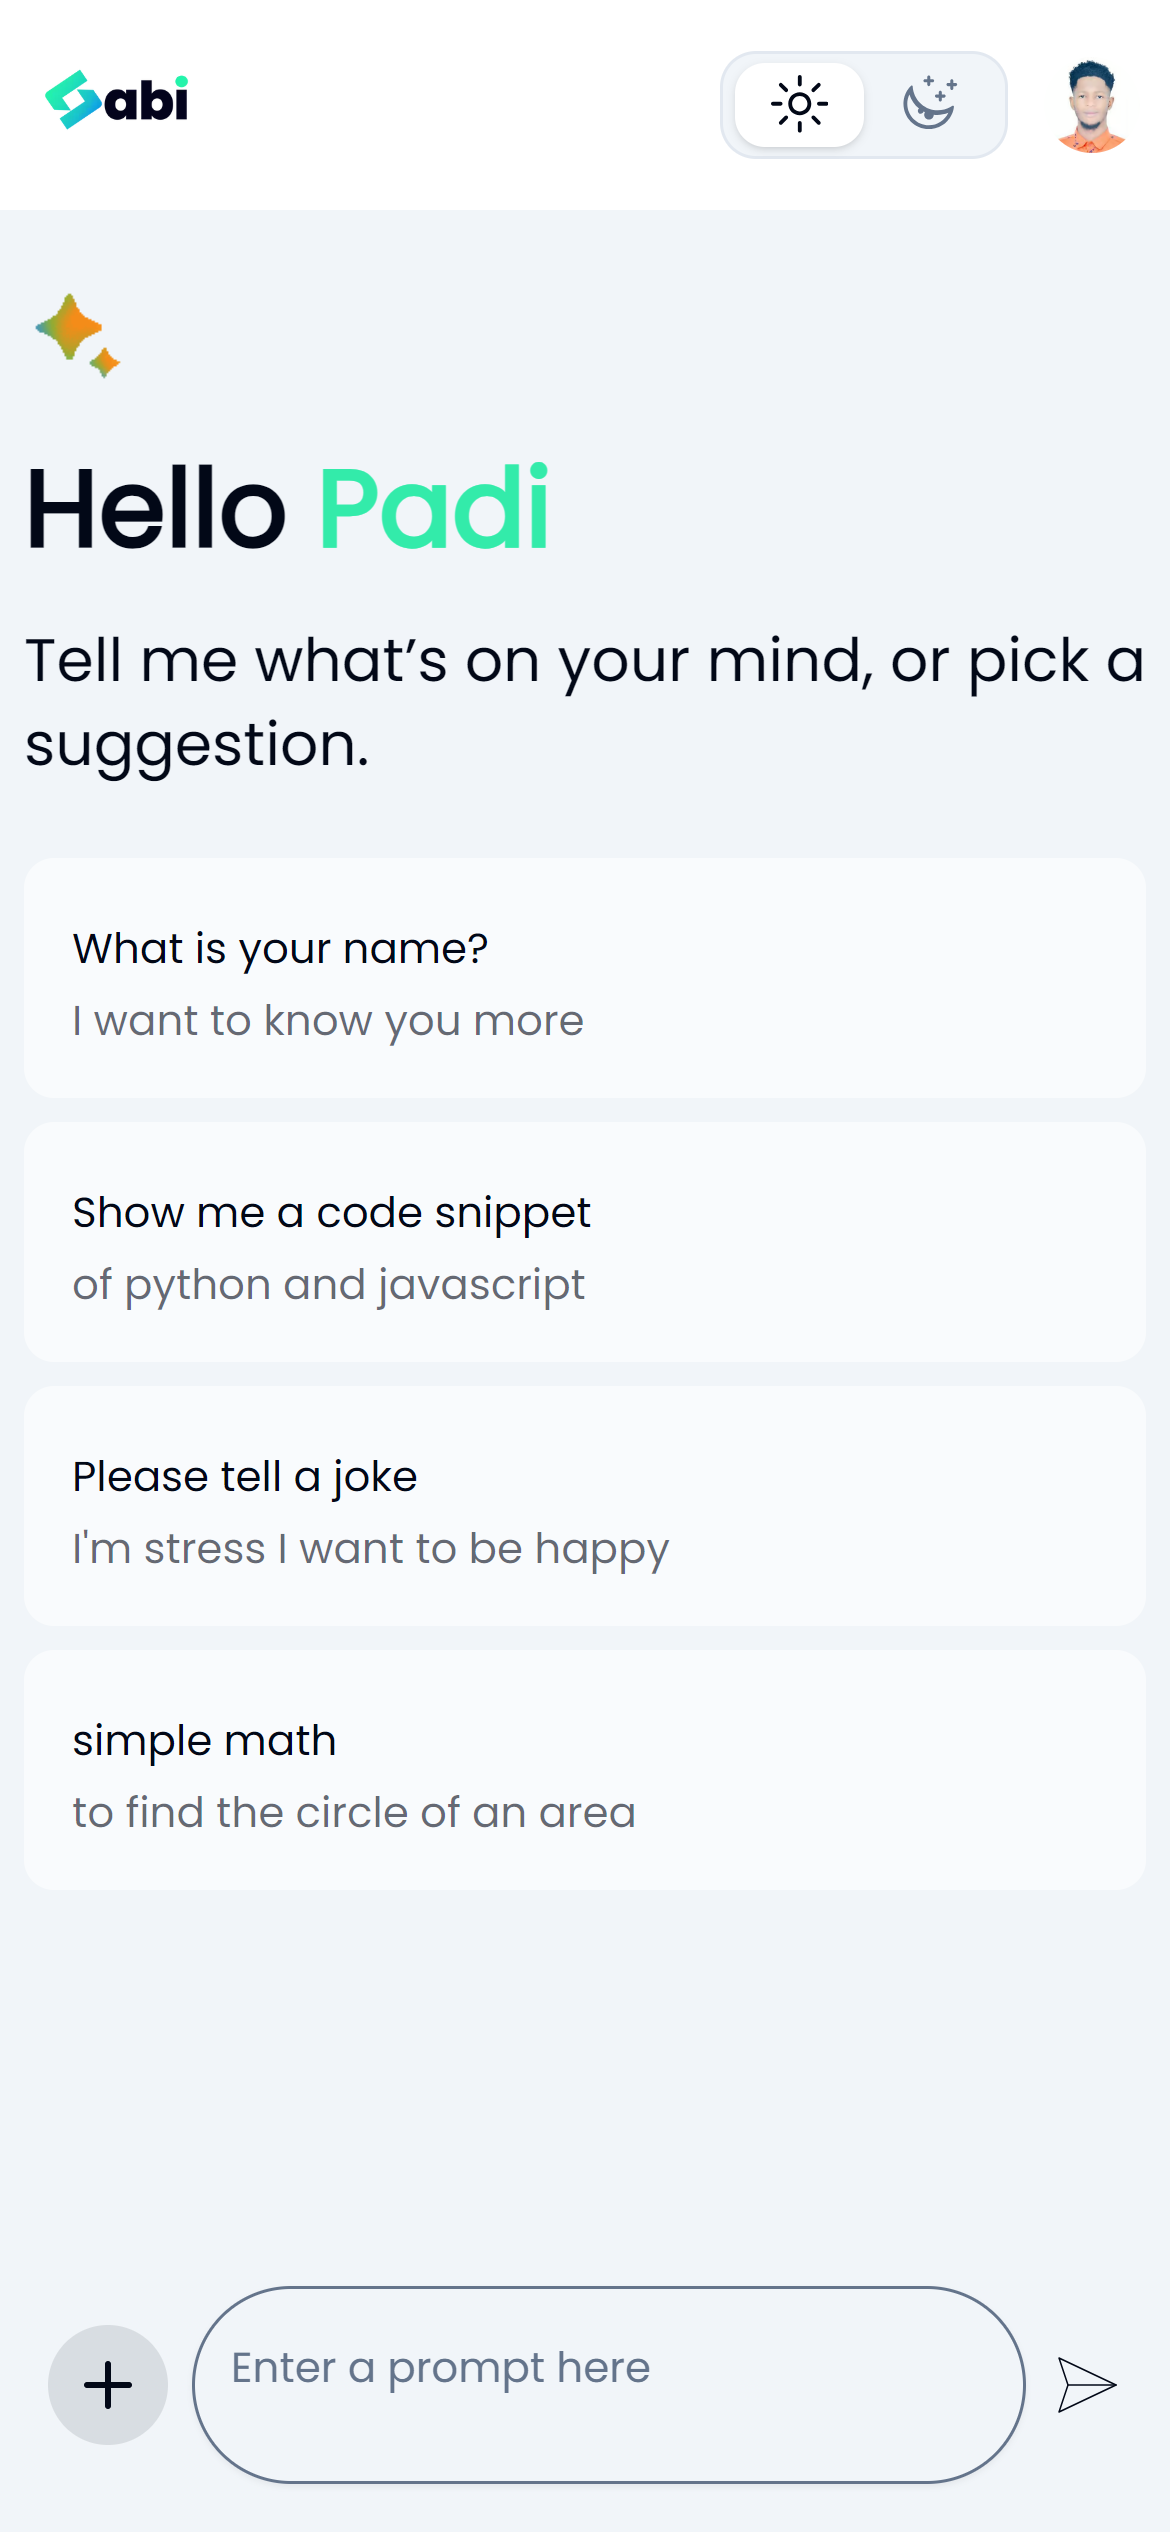 Sabi
Hello Padi
Tell me what’s on your mind, or pick a
suggestion.
What is your name?
I want to know you more
Show me a code snippet
of python and javascript
Please tell a joke
I'm stress I want to be happy
simple math
to find the circle of an area
Enter a prompt here